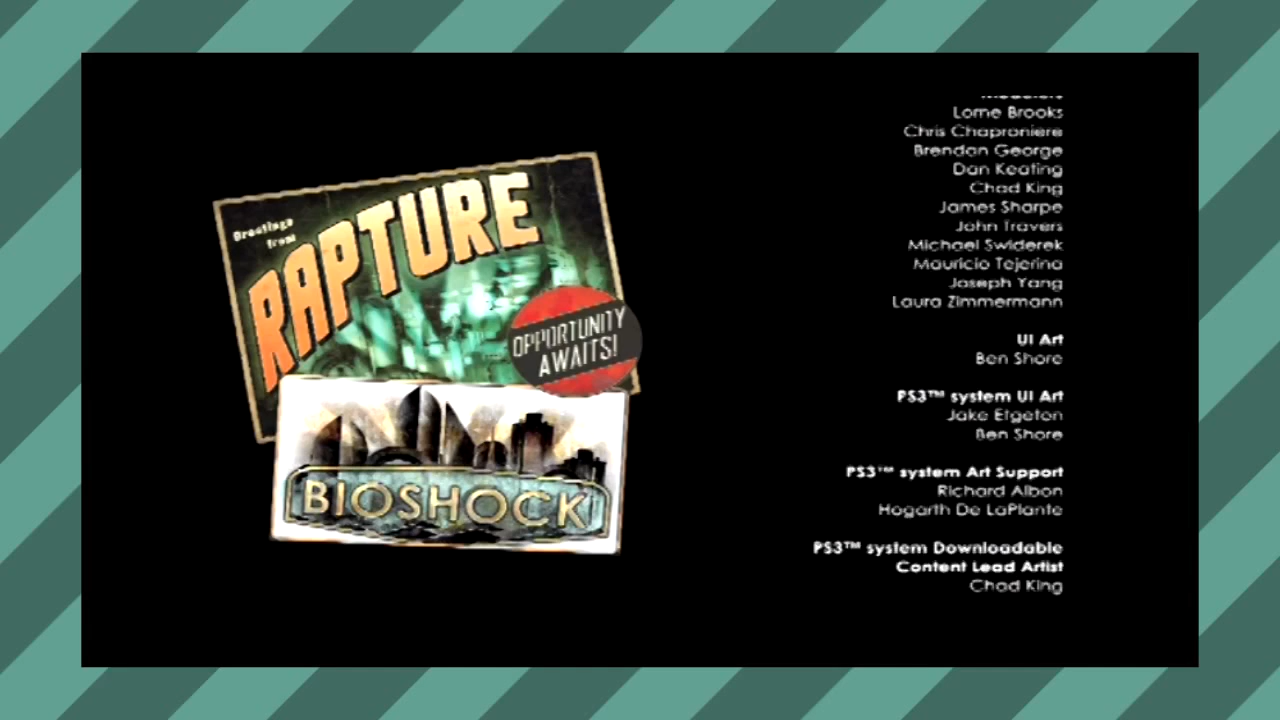 Greetings
from
RAPTURE
OPPORTUNITY
AWAITS!
BIOSHOCK
Modelers
Lorne Brooks
Chris Chaproniere
Brendan George
Dan Keating
Chad King
James Sharpe
John Travers
Michael Swiderek
Mauricio Tejerina
Joseph Yang
Laura Zimmermann
UI Art
Ben Shore
PS3™ system UI Art
Jake Etgeton
Ben Shore
PS3™ system Art Support
Richard Albon
Hogarth De LaPlante
PS3™ system Downloadable
Content Lead Artist
Chad King